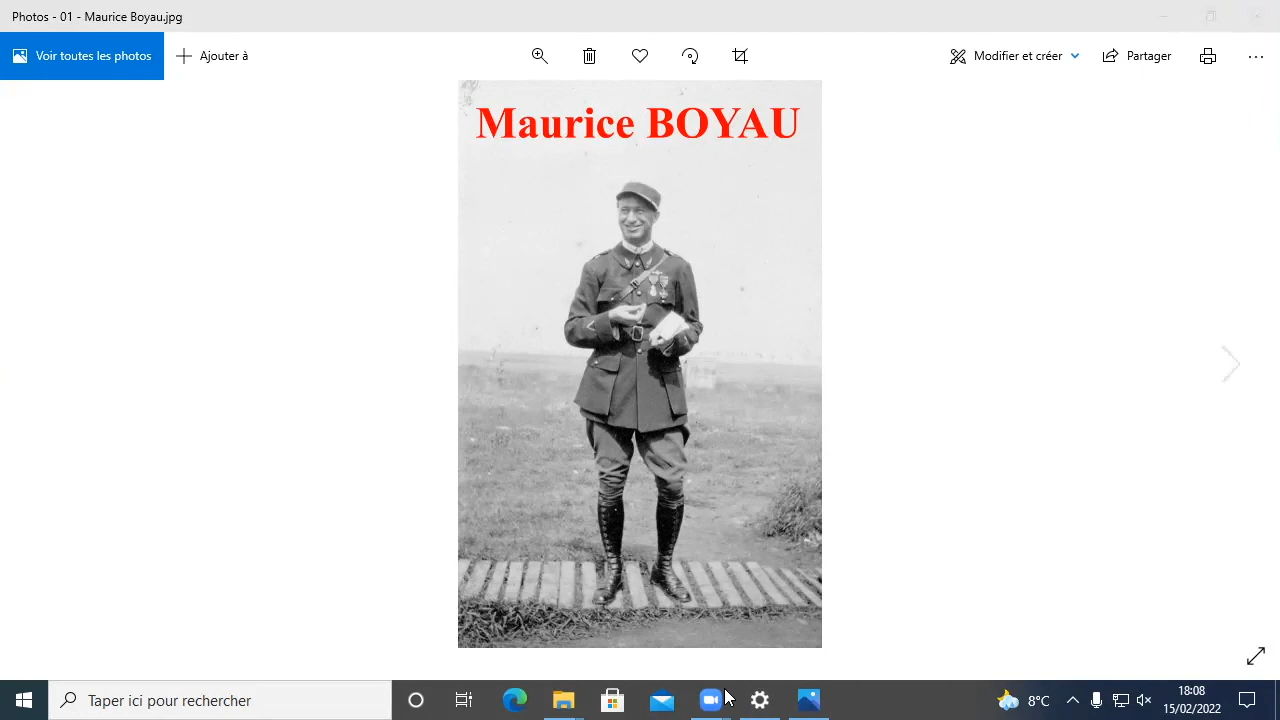 Photos - 01 - Maurice Boyau.jpg
Voir toutes les photos
Ajouter à
Modifier et créer
Partager
Maurice BOYAU
Taper ici pour rechercher
8°C
18:08
15/02/2022